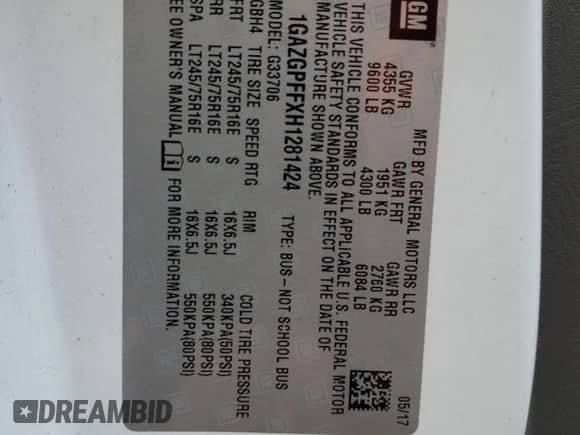 GM
MFD BY GENERAL MOTORS LLC 05/17
GVWR GAWR FRT GAWR RR
4355 KG 1951 KG 2760 KG
9600 LB 4300 LB 6084 LB
THIS VEHICLE CONFORMS TO ALL APPLICABLE U.S. FEDERAL MOTOR
VEHICLE SAFETY STANDARDS IN EFFECT ON THE DATE OF
MANUFACTURE SHOWN ABOVE.
1GAZGPFFXH1281424 TYPE: BUS – NOT SCHOOL BUS
MODEL: G33706
GBH4 TIRE SIZE SPEED RTG RIM COLD TIRE PRESSURE
FRT LT245/75R16E S 16X6.5J 340KPA(50PSI)
RR LT245/75R16E S 16X6.5J 550KPA(80PSI)
SPA LT245/75R16E S 16X6.5J 550KPA(80PSI)
SEE OWNER'S MANUAL FOR MORE INFORMATION.
DREAMBID